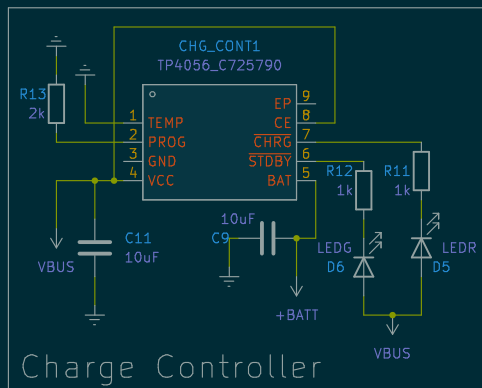 CHG_CONT1
TP4056_C725790
R13
2k
1 TEMP
2 PROG
3 GND
4 VCC
EP 9
CE 8
CHRG 7
STDBY 6
BAT 5
R12
1k
R11
1k
10uF
C9
C11
10uF
VBUS
LEDG
D6
LEDR
D5
+BATT
VBUS
Charge Controller